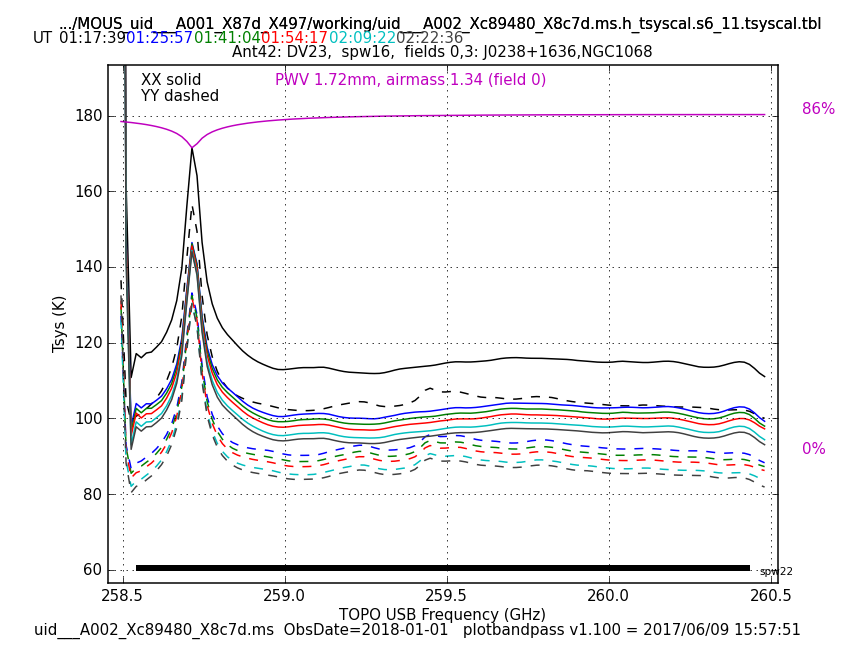 .../MOUS_uid___A001_X87d_X497/working/uid___A002_Xc89480_X8c7d.ms.h_tsyscal.s6_11.tsyscal.tbl
UT 01:17:39 01:25:57 01:41:04 01:54:17 02:09:22 02:22:36
Ant42: DV23, spw16, fields 0,3: J0238+1636,NGC1068
XX solid
PWV 1.72mm, airmass 1.34 (field 0)
YY dashed
86%
0%
180
160
140
120
100
80
60
Tsys (K)
spw22
258.5 259.0 259.5 260.0 260.5
TOPO USB Frequency (GHz)
uid___A002_Xc89480_X8c7d.ms ObsDate=2018-01-01 plotbandpass v1.100 = 2017/06/09 15:57:51